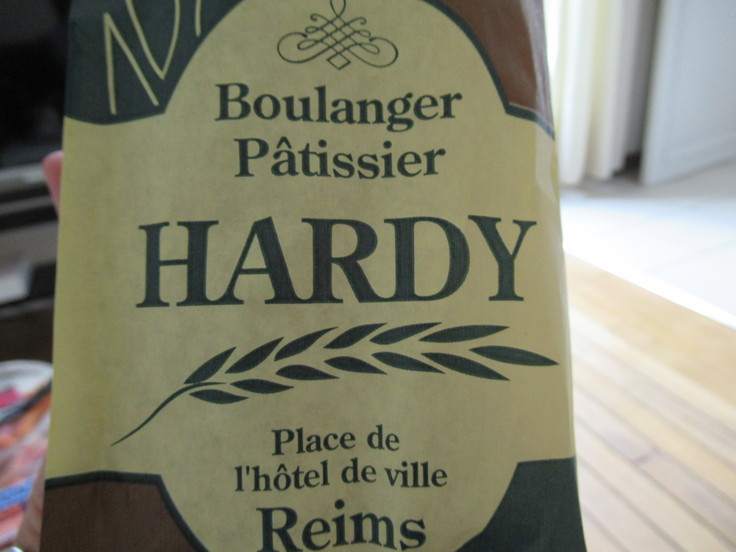 Boulanger
Pâtissier
HARDY
Place de
l'hôtel de ville
Reims